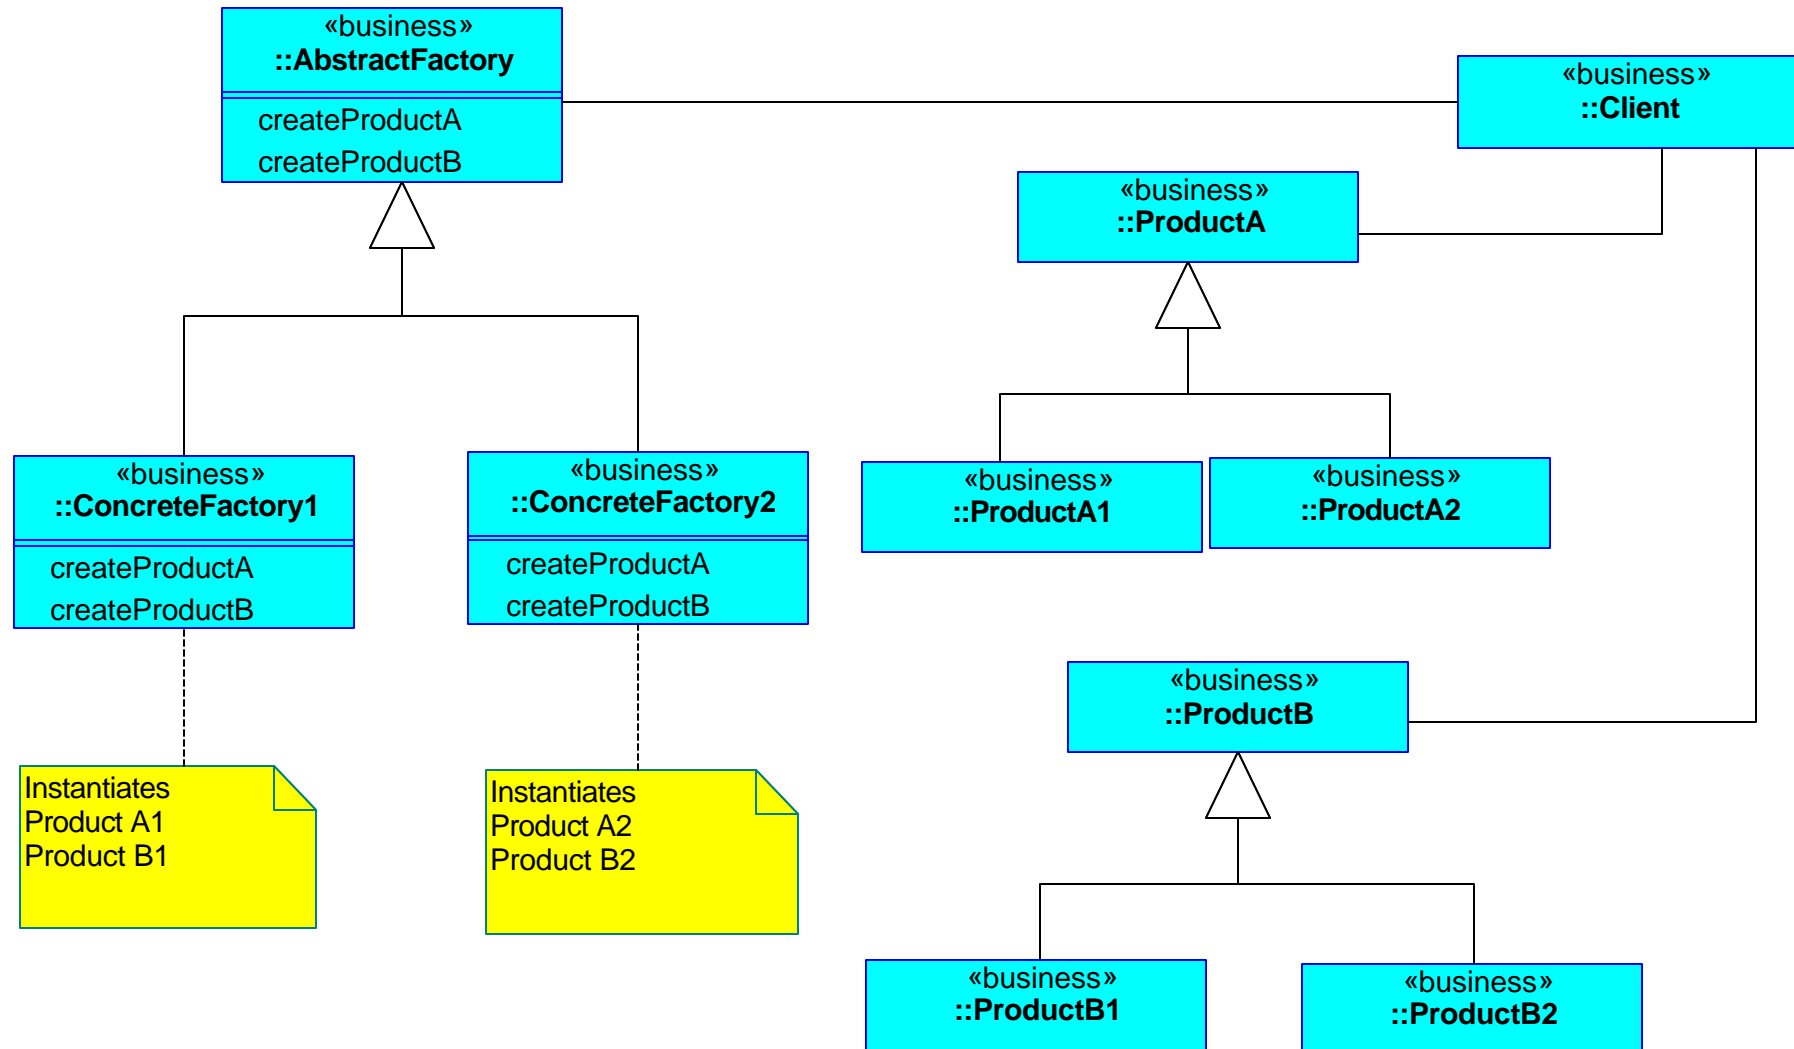 «business»
::AbstractFactory
createProductA
createProductB
«business»
::Client
«business»
::ProductA
«business»
::ConcreteFactory1
createProductA
createProductB
«business»
::ConcreteFactory2
createProductA
createProductB
«business»
::ProductA1
«business»
::ProductA2
«business»
::ProductB
Instantiates
Product A1
Product B1
Instantiates
Product A2
Product B2
«business»
::ProductB1
«business»
::ProductB2